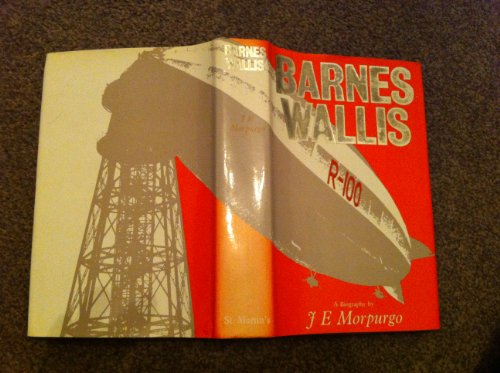 BARNES
WALLIS
J E
Morpurgo
St. Martin's
BARNES
WALLIS
R-100
A Biography by
J E Morpurgo